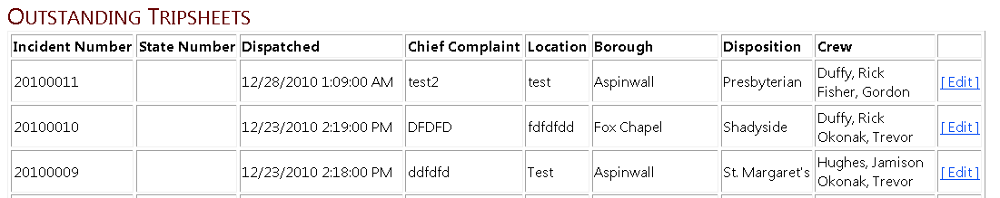 OUTSTANDING TRIPSHEETS
Incident Number State Number Dispatched Chief Complaint Location Borough Disposition Crew
20100011 12/28/2010 1:09:00 AM test2 test Aspinwall Presbyterian Duffy, Rick [ Edit ]
Fisher, Gordon
20100010 12/23/2010 2:19:00 PM DFDFD fdfdfdd Fox Chapel Shadyside Duffy, Rick [ Edit ]
Okonak, Trevor
20100009 12/23/2010 2:18:00 PM ddfdfd Test Aspinwall St. Margaret's Hughes, Jamison [ Edit ]
Okonak, Trevor